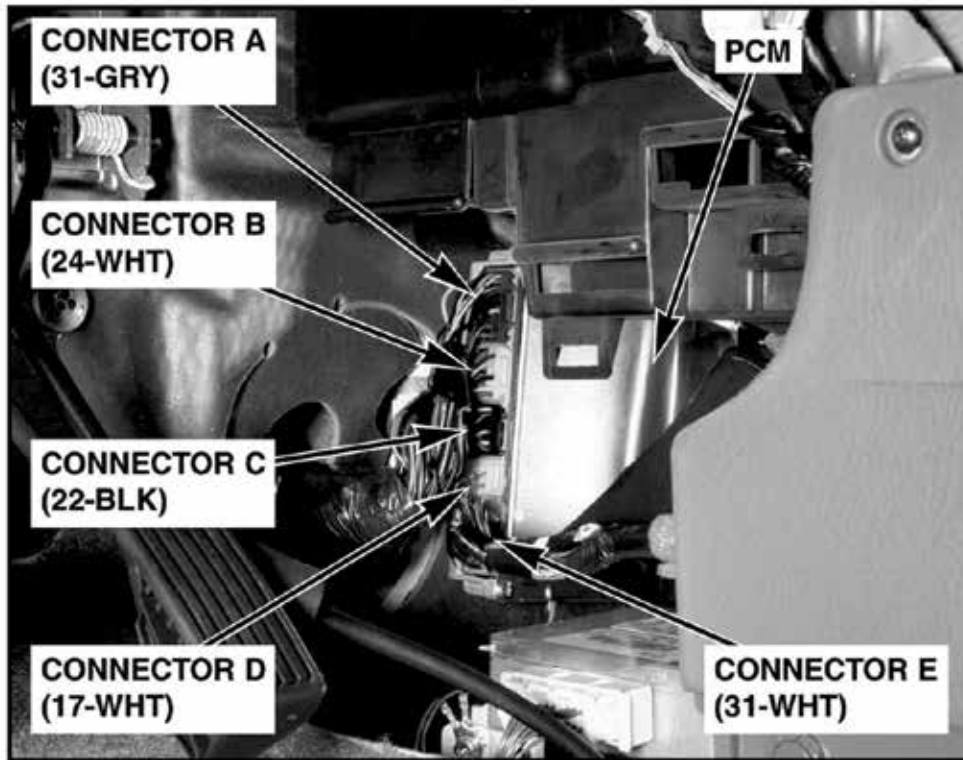 CONNECTOR A
(31-GRY)
PCM
CONNECTOR B
(24-WHT)
CONNECTOR C
(22-BLK)
CONNECTOR D
(17-WHT)
CONNECTOR E
(31-WHT)